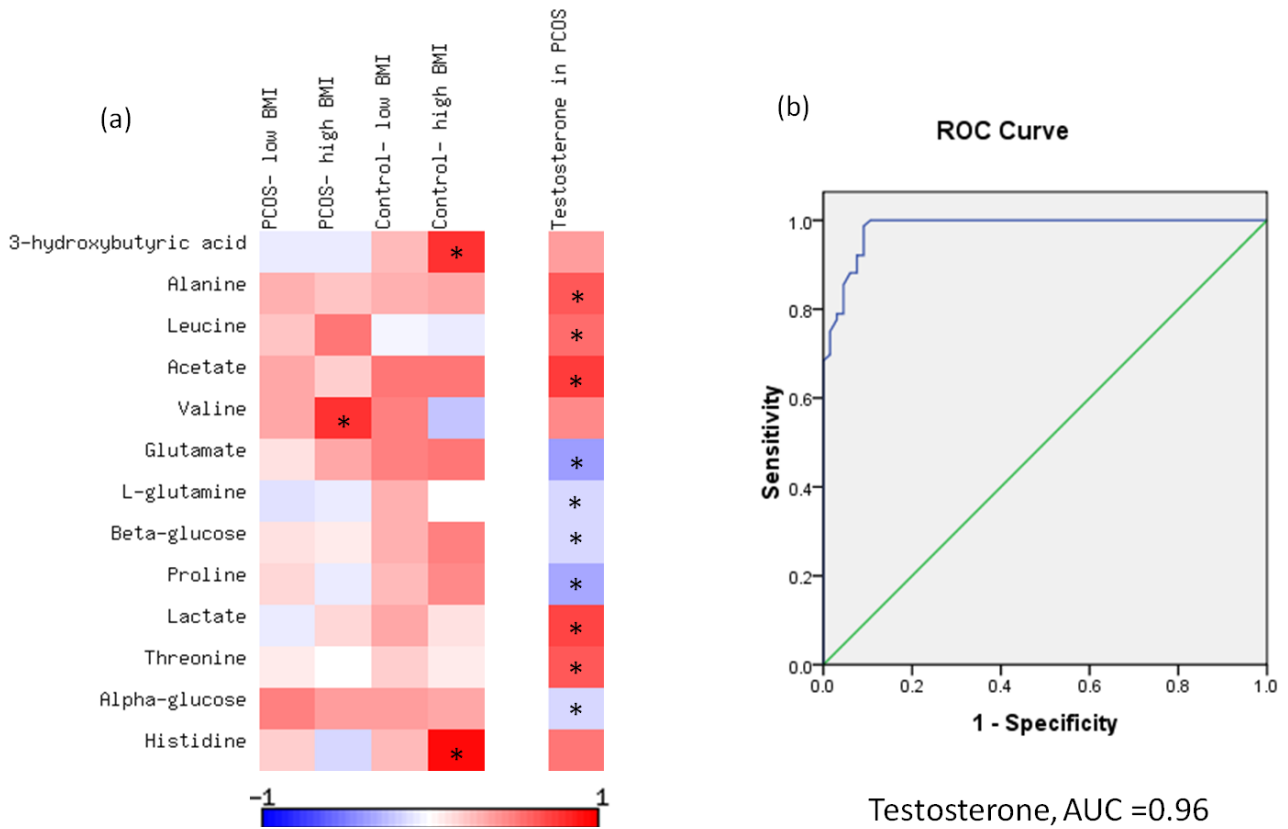 (a)
PCOS- low BMI
PCOS- high BMI
Control- low BMI
Control- high BMI
Testosterone in PCOS
3-hydroxybutyric acid
*
Alanine
*
Leucine
*
Acetate
*
Valine
*
Glutamate
*
L-glutamine
*
Beta-glucose
*
Proline
*
Lactate
*
Threonine
*
Alpha-glucose
*
Histidine
*
-1
1
(b)
ROC Curve
Sensitivity
1.0
0.8
0.6
0.4
0.2
0.0
0.0
0.2
0.4
0.6
0.8
1.0
1 - Specificity
Testosterone, AUC =0.96